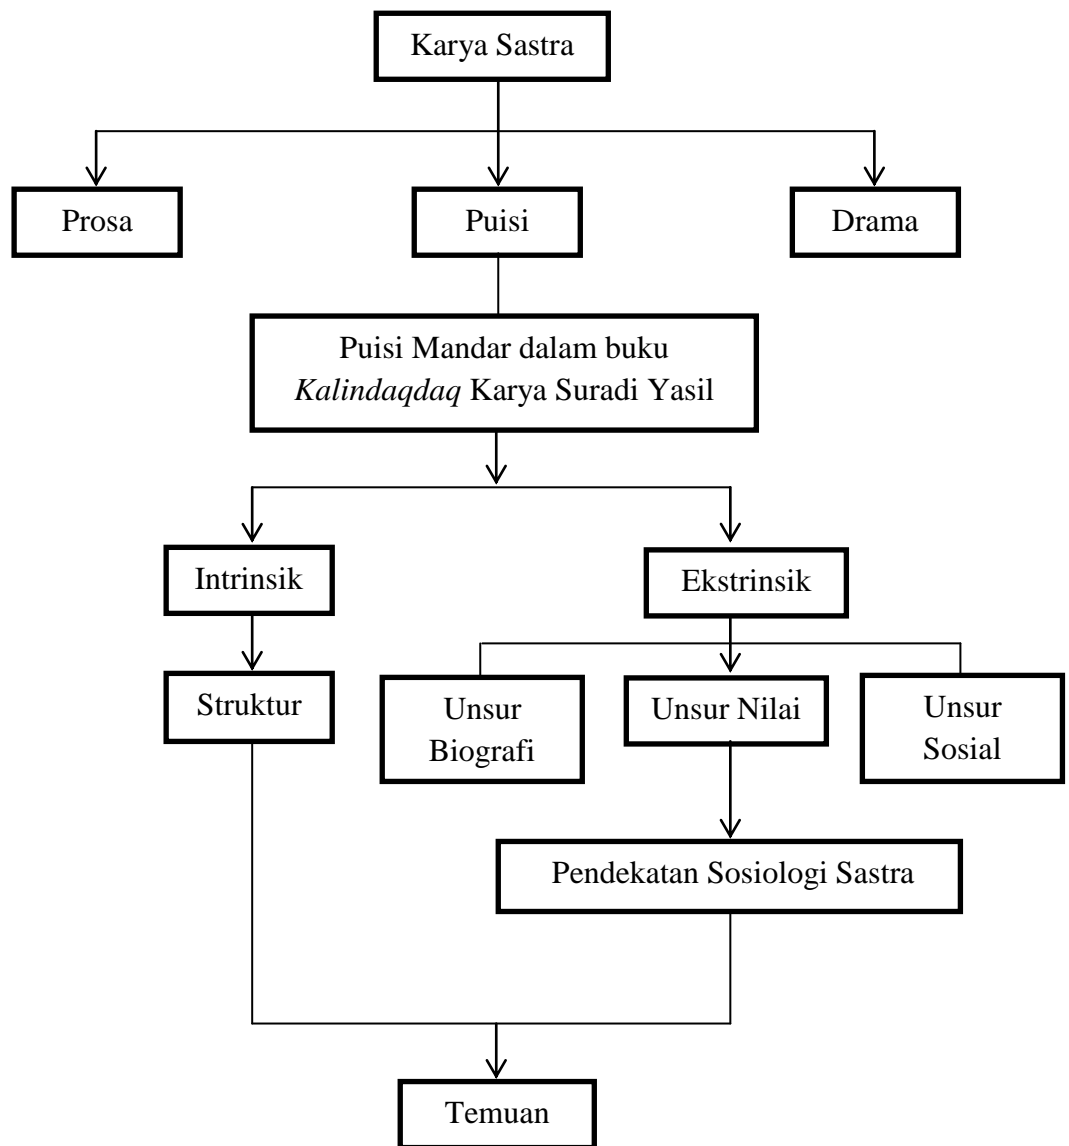 Karya Sastra
Prosa
Puisi
Drama
Puisi Mandar dalam buku
Kalindaqdaq Karya Suradi Yasil
Intrinsik
Ekstrinsik
Struktur
Unsur
Biografi
Unsur Nilai
Unsur
Sosial
Pendekatan Sosiologi Sastra
Temuan